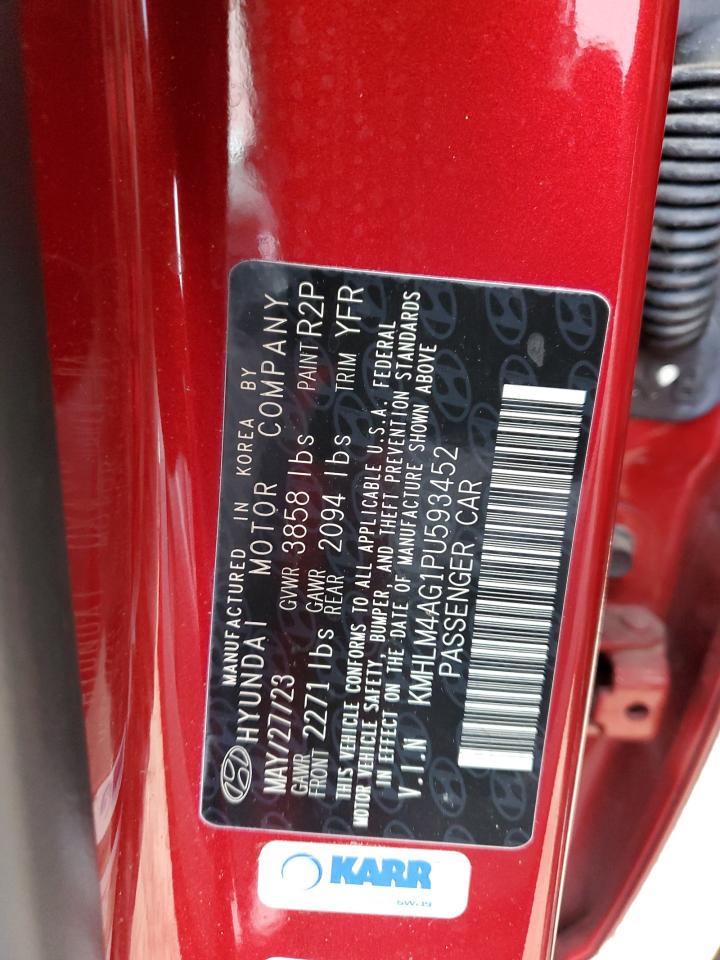 MANUFACTURED IN KOREA BY
HYUNDAI MOTOR COMPANY
MAY/27/23 GVWR 3858 lbs PAINT R2P
GAWR FRONT 2271 lbs GAWR REAR 2094 lbs TRIM YFR
THIS VEHICLE CONFORMS TO ALL APPLICABLE U.S.A. FEDERAL
MOTOR VEHICLE SAFETY, BUMPER, AND THEFT PREVENTION STANDARDS
IN EFFECT ON THE DATE OF MANUFACTURE SHOWN ABOVE
V.I.N KMHLM4AG1PU593452
PASSENGER CAR
KARR